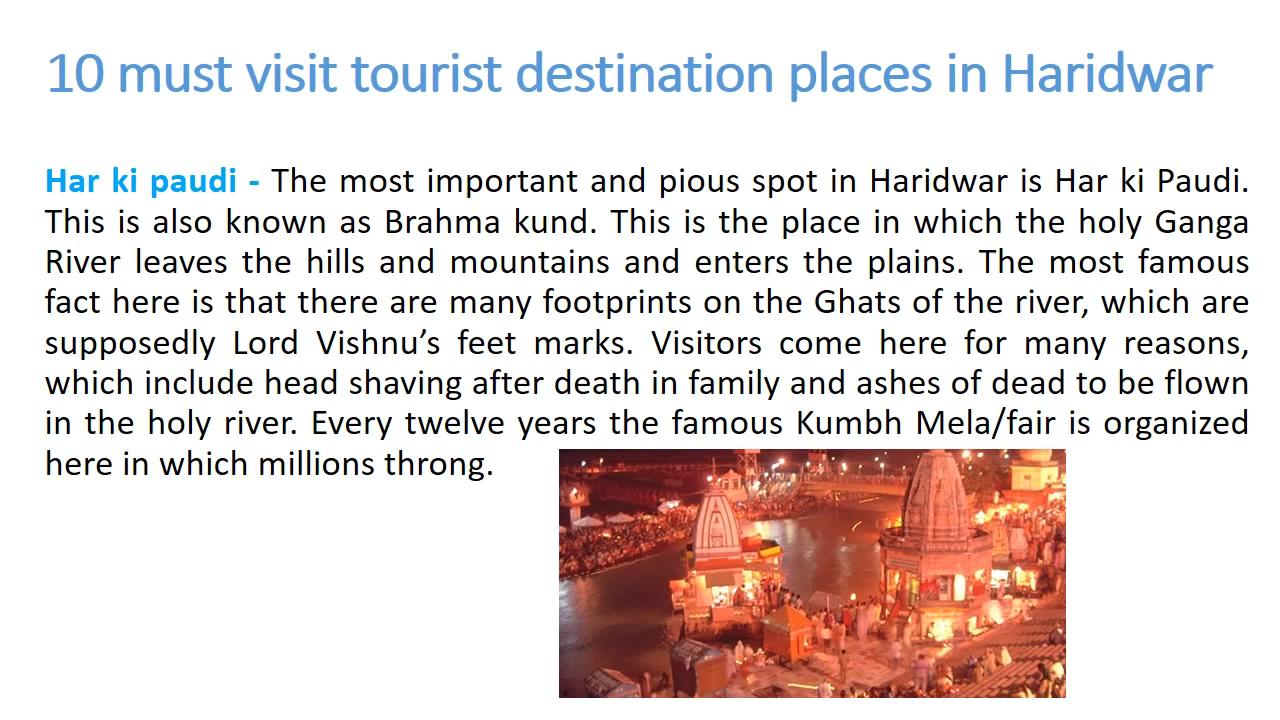 10 must visit tourist destination places in Haridwar
Har ki paudi - The most important and pious spot in Haridwar is Har ki Paudi.
This is also known as Brahma kund. This is the place in which the holy Ganga
River leaves the hills and mountains and enters the plains. The most famous
fact here is that there are many footprints on the Ghats of the river, which are
supposedly Lord Vishnu’s feet marks. Visitors come here for many reasons,
which include head shaving after death in family and ashes of dead to be flown
in the holy river. Every twelve years the famous Kumbh Mela/fair is organized
here in which millions throng.